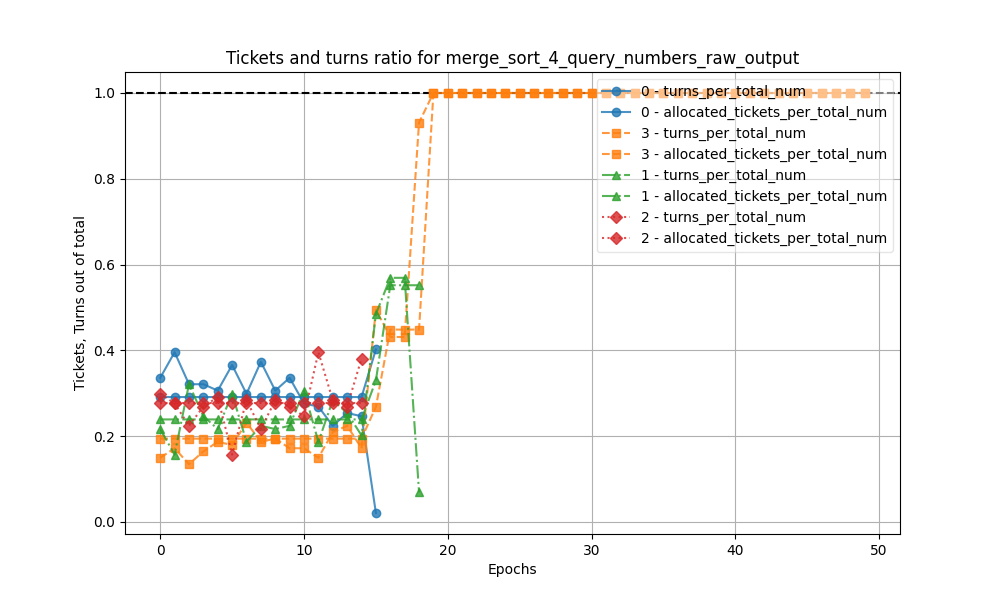 Tickets and turns ratio for merge_sort_4_query_numbers_raw_output
Tickets, Turns out of total
1.0
0.8
0.6
0.4
0.2
0.0
0 - turns_per_total_num
0 - allocated_tickets_per_total_num
3 - turns_per_total_num
3 - allocated_tickets_per_total_num
1 - turns_per_total_num
1 - allocated_tickets_per_total_num
2 - turns_per_total_num
2 - allocated_tickets_per_total_num
0 10 20 30 40 50
Epochs